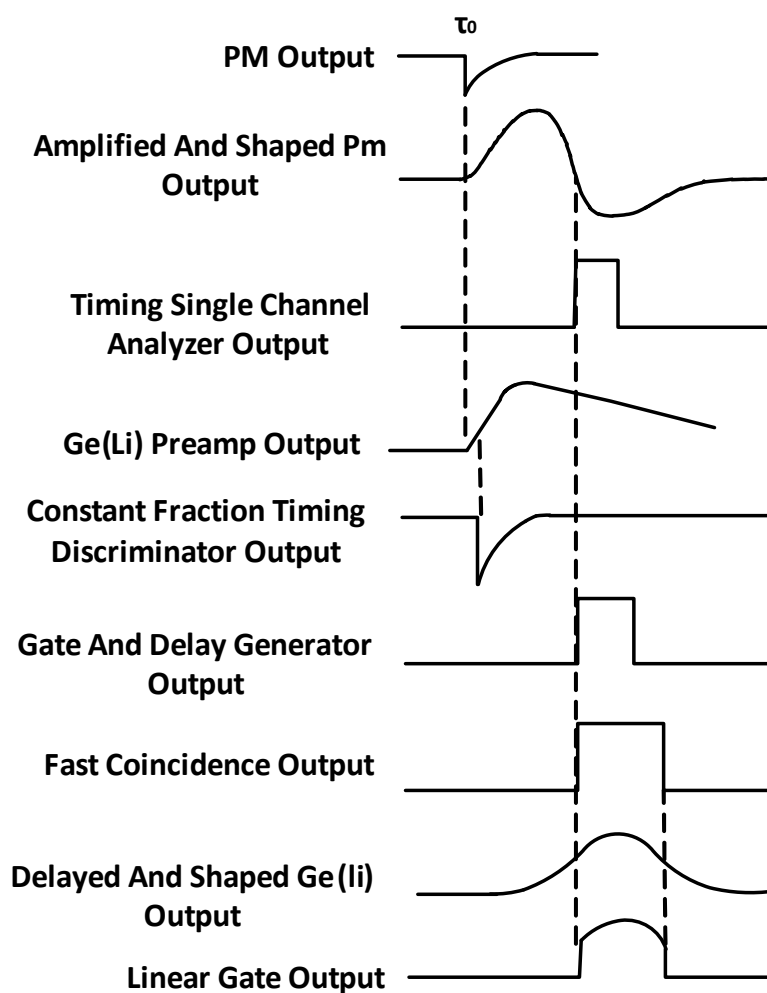 τ0
PM Output
Amplified And Shaped Pm
Output
Timing Single Channel
Analyzer Output
Ge(Li) Preamp Output
Constant Fraction Timing
Discriminator Output
Gate And Delay Generator
Output
Fast Coincidence Output
Delayed And Shaped Ge(li)
Output
Linear Gate Output